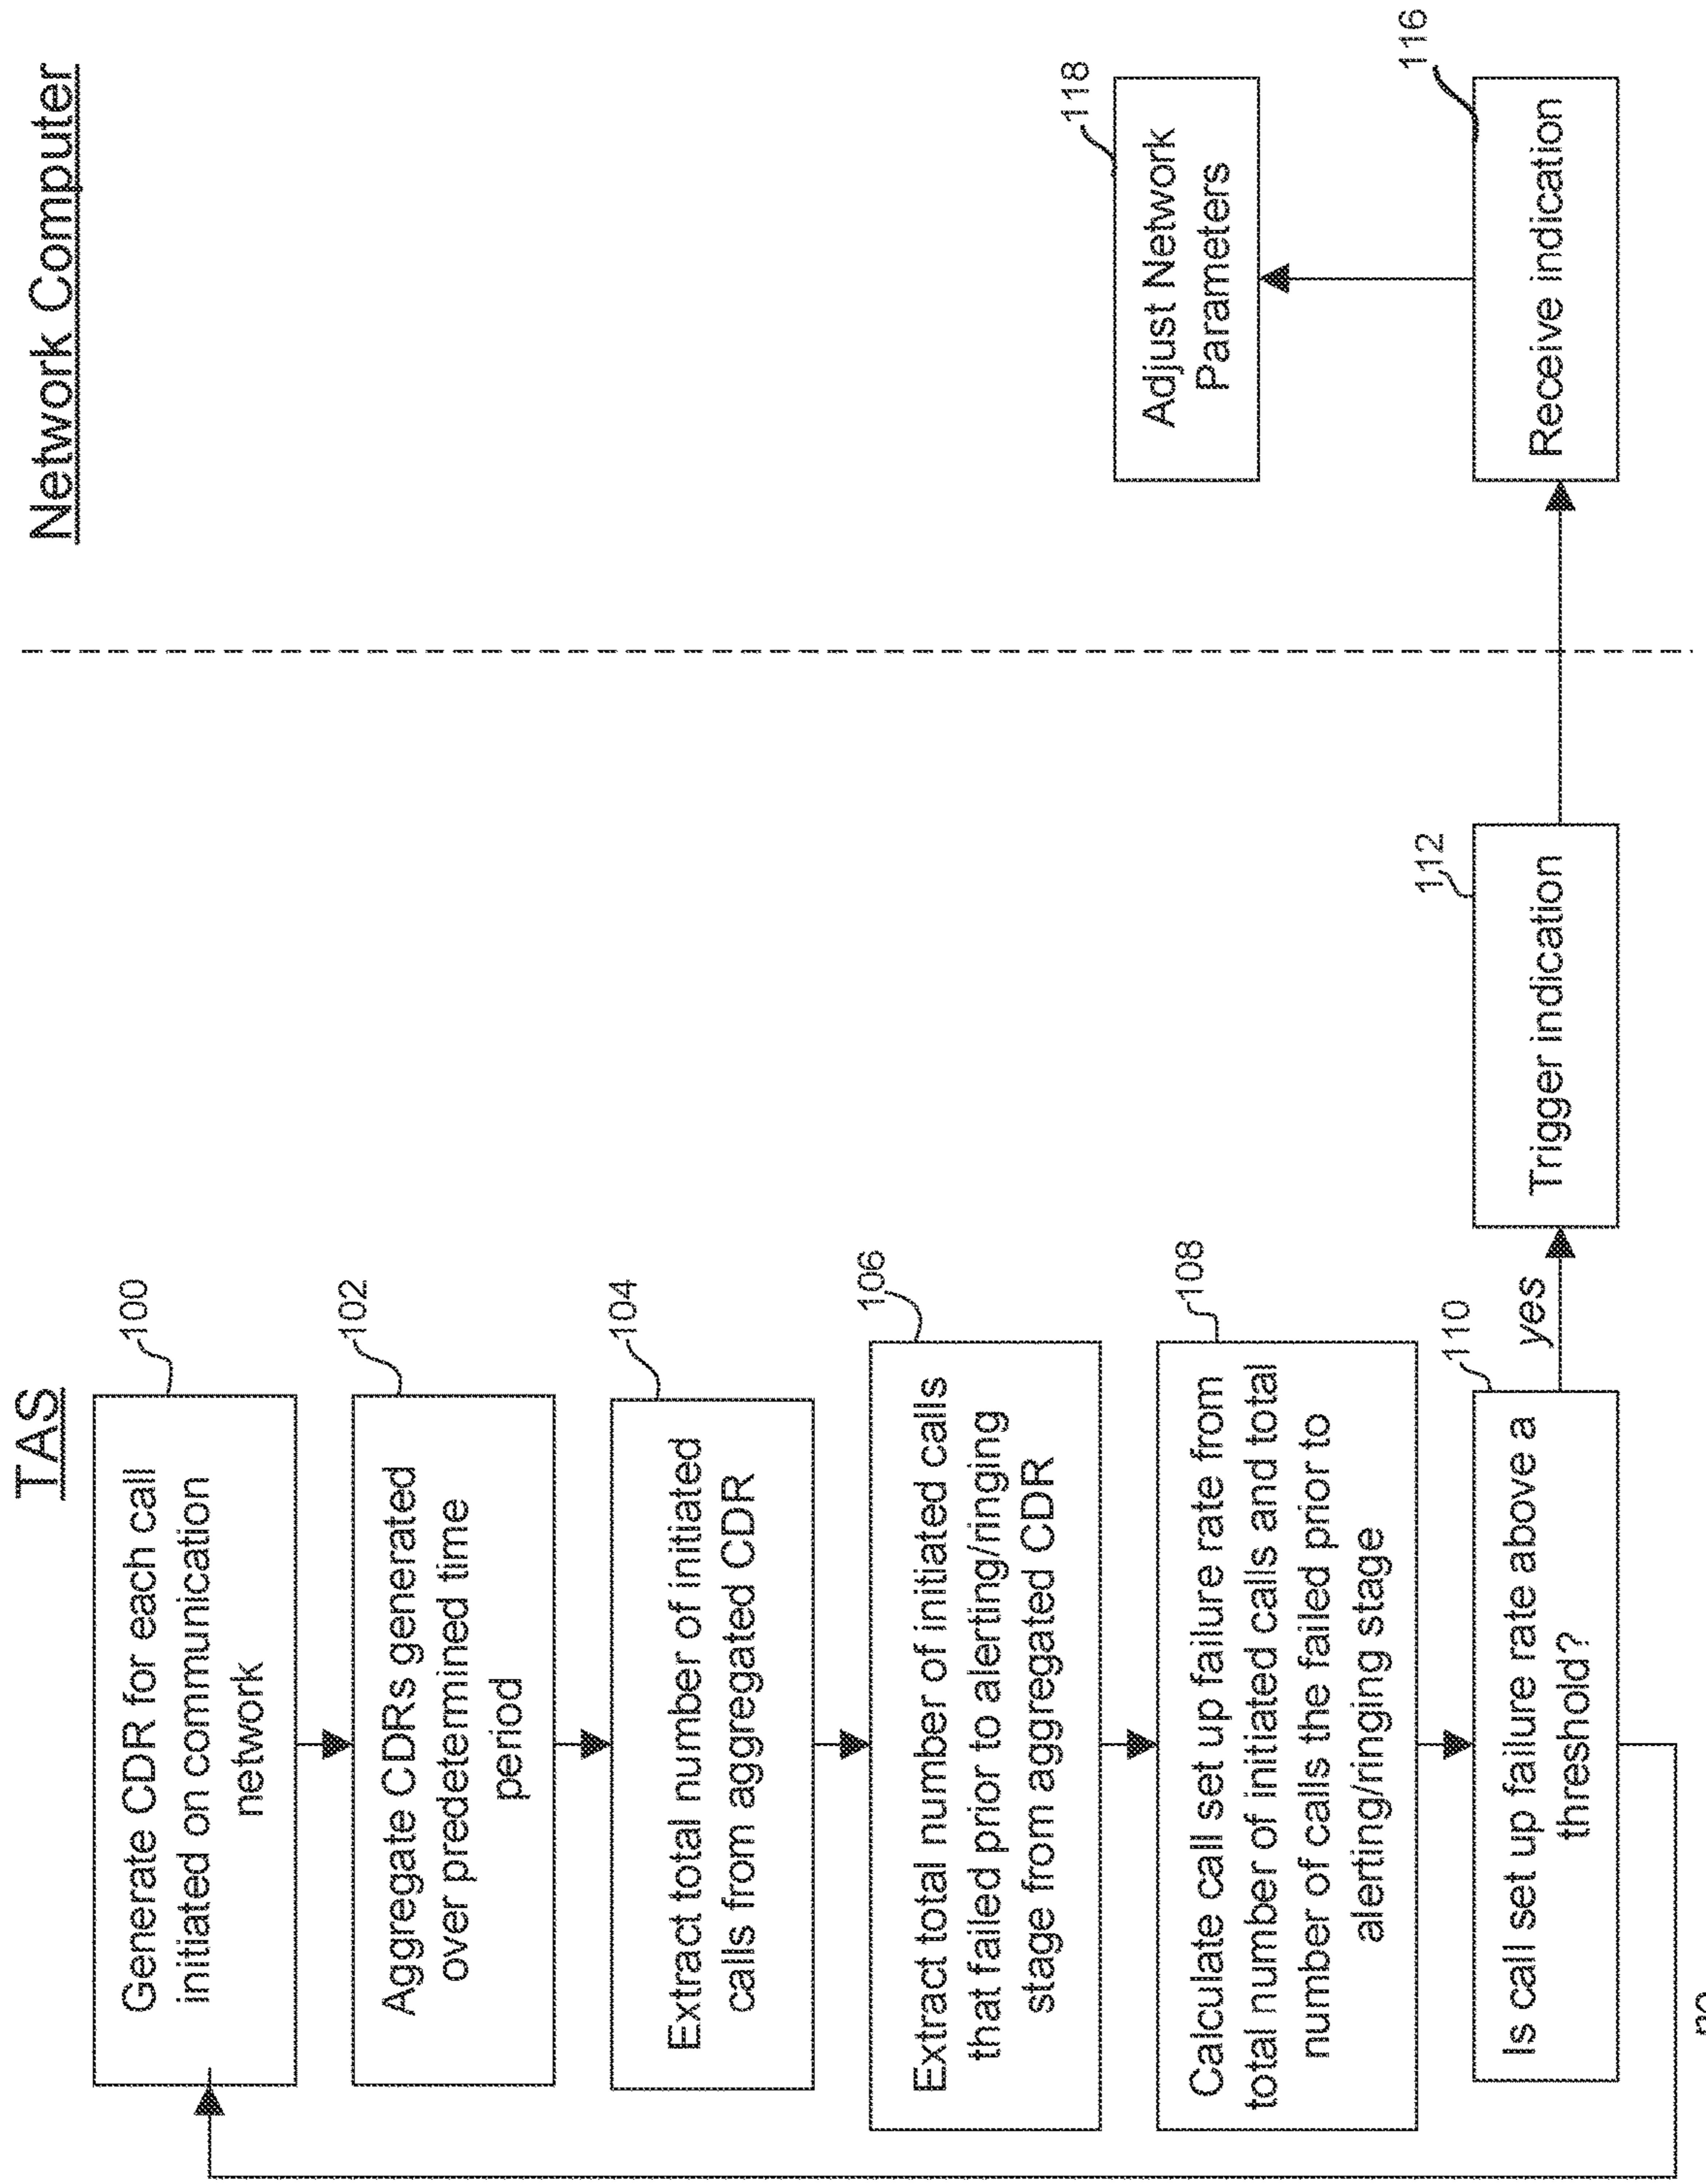 TAS
Network Computer
100
Generate CDR for each call
initiated on communication
network
102
Aggregate CDRs generated
over predetermined time
period
104
Extract total number of initiated
calls from aggregated CDR
106
Extract total number of initiated calls
that failed prior to alerting/ringing
stage from aggregated CDR
108
Calculate call set up failure rate from
total number of initiated calls and total
number of calls the failed prior to
alerting/ringing stage
110
Is call set up failure rate above a
threshold?
yes
no
112
Trigger indication
116
Receive indication
118
Adjust Network
Parameters